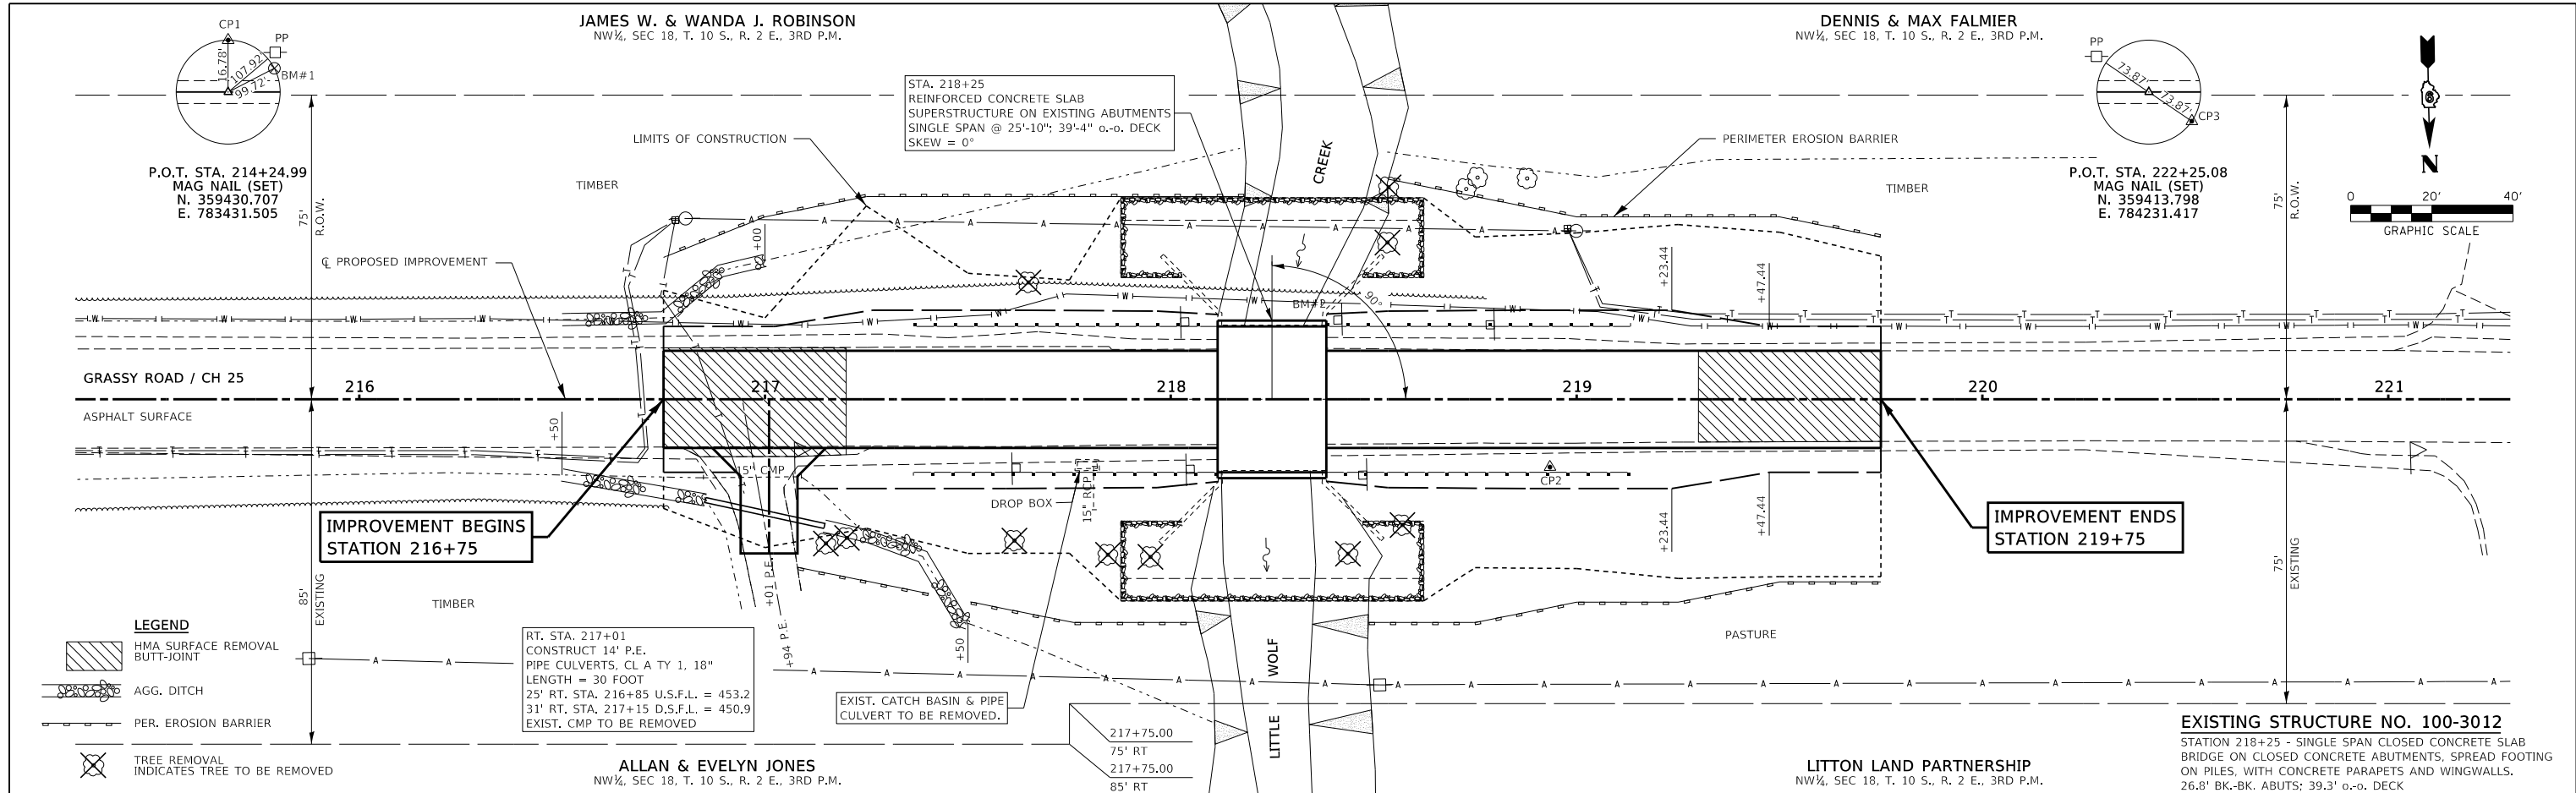 JAMES W. & WANDA J. ROBINSON
NW¼, SEC 18, T. 10 S., R. 2 E., 3RD P.M.
DENNIS & MAX FALMIER
NW¼, SEC 18, T. 10 S., R. 2 E., 3RD P.M.
CP1
PP
16.78'
107.92'
99.72'
BM#1
P.O.T. STA. 214+24.99
MAG NAIL (SET)
N. 359430.707
E. 783431.505
75'
R.O.W.
STA. 218+25
REINFORCED CONCRETE SLAB
SUPERSTRUCTURE ON EXISTING ABUTMENTS
SINGLE SPAN @ 25'-10"; 39'-4" o.-o. DECK
SKEW = 0°
LIMITS OF CONSTRUCTION
TIMBER
CREEK
PERIMETER EROSION BARRIER
TIMBER
PP
73.87'
73.87'
CP3
P.O.T. STA. 222+25.08
MAG NAIL (SET)
N. 359413.798
E. 784231.417
75'
R.O.W.
N
0 20' 40'
GRAPHIC SCALE
℄ PROPOSED IMPROVEMENT
+00
BM#2
90°
+23.44
+47.44
GRASSY ROAD / CH 25
ASPHALT SURFACE
216
217
218
219
220
221
+50
15" CMP
DROP BOX
15" RCP
CP2
+23.44
+47.44
IMPROVEMENT BEGINS
STATION 216+75
IMPROVEMENT ENDS
STATION 219+75
85'
EXISTING
75'
EXISTING
TIMBER
+01 P.E.
+94 P.E.
+50
PASTURE
LEGEND
HMA SURFACE REMOVAL
BUTT-JOINT
AGG. DITCH
PER. EROSION BARRIER
TREE REMOVAL
INDICATES TREE TO BE REMOVED
RT. STA. 217+01
CONSTRUCT 14' P.E.
PIPE CULVERTS, CL A TY 1, 18"
LENGTH = 30 FOOT
25' RT. STA. 216+85 U.S.F.L. = 453.2
31' RT. STA. 217+15 D.S.F.L. = 450.9
EXIST. CMP TO BE REMOVED
EXIST. CATCH BASIN & PIPE
CULVERT TO BE REMOVED.
217+75.00
75' RT
217+75.00
85' RT
LITTLE WOLF
ALLAN & EVELYN JONES
NW¼, SEC 18, T. 10 S., R. 2 E., 3RD P.M.
LITTON LAND PARTNERSHIP
NW¼, SEC 18, T. 10 S., R. 2 E., 3RD P.M.
EXISTING STRUCTURE NO. 100-3012
STATION 218+25 - SINGLE SPAN CLOSED CONCRETE SLAB
BRIDGE ON CLOSED CONCRETE ABUTMENTS, SPREAD FOOTING
ON PILES, WITH CONCRETE PARAPETS AND WINGWALLS.
26.8' BK.-BK. ABUTS; 39.3' o.-o. DECK